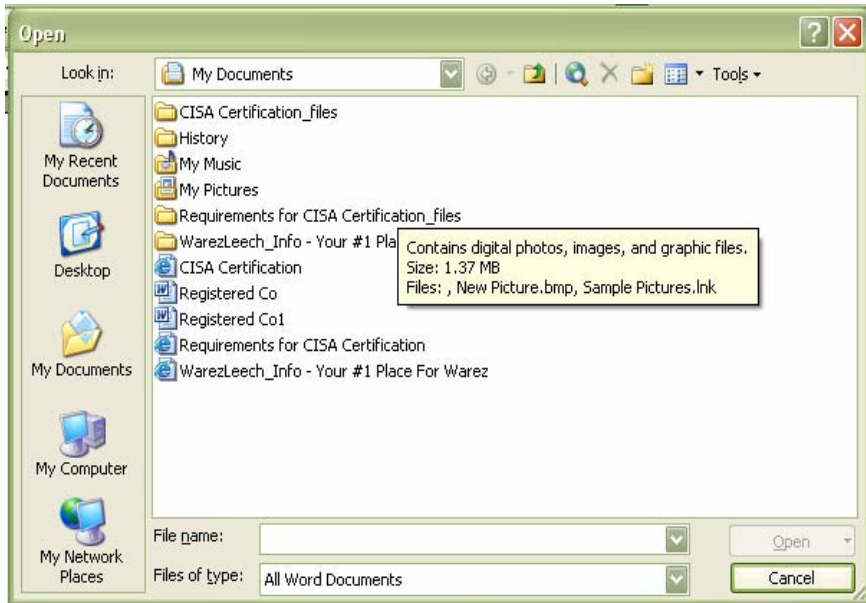 Open
Look in:
My Documents
Tools
My Recent
Documents
Desktop
My Documents
My Computer
My Network
Places
CISA Certification_files
History
My Music
My Pictures
Requirements for CISA Certification_files
WarezLeech_Info - Your #1 Pla
CISA Certification
Registered Co
Registered Co1
Requirements for CISA Certification
WarezLeech_Info - Your #1 Place For Warez
Contains digital photos, images, and graphic files.
Size: 1.37 MB
Files: , New Picture.bmp, Sample Pictures.lnk
File name:
Open
Files of type:
All Word Documents
Cancel